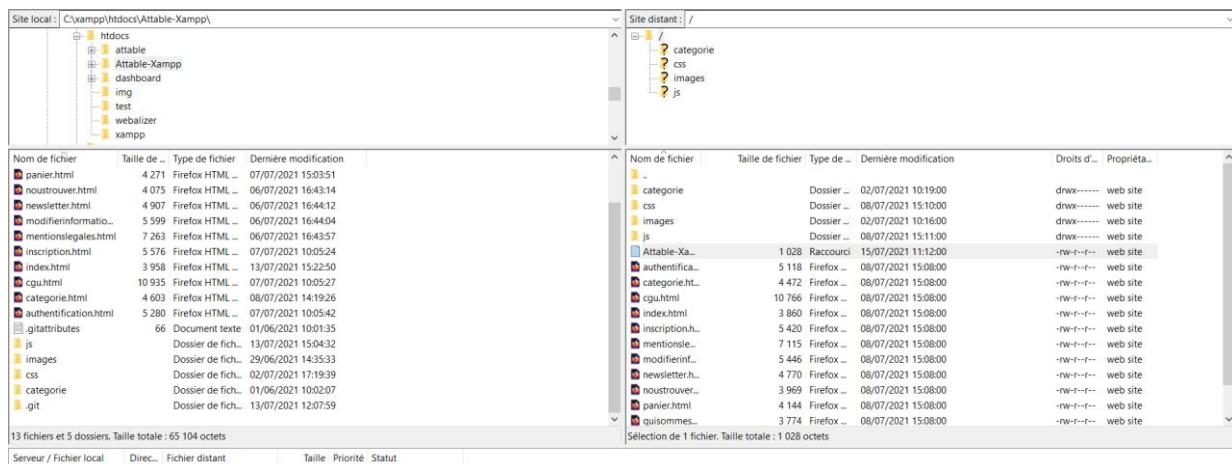 Site local : C:\xampp\htdocs\Attable-Xampp\
htdocs
attable
Attable-Xampp
dashboard
img
test
webalizer
xampp
Nom de fichier Taille de ... Type de fichier Dernière modification
panier.html 4 271 Firefox HTML ... 07/07/2021 15:03:51
noustrouver.html 4 075 Firefox HTML ... 06/07/2021 16:43:14
newsletter.html 4 907 Firefox HTML ... 06/07/2021 16:44:12
modifierinformatio... 5 599 Firefox HTML ... 06/07/2021 16:44:04
mentionslegales.html 7 263 Firefox HTML ... 06/07/2021 16:43:57
inscription.html 5 576 Firefox HTML ... 07/07/2021 10:05:24
index.html 3 958 Firefox HTML ... 13/07/2021 15:22:50
cgu.html 10 935 Firefox HTML ... 07/07/2021 10:05:27
categorie.html 4 603 Firefox HTML ... 08/07/2021 14:19:26
authentification.html 5 280 Firefox HTML ... 07/07/2021 10:05:42
.gitattributes 66 Document texte 01/06/2021 10:01:35
js Dossier de fich... 13/07/2021 15:04:32
images Dossier de fich... 29/06/2021 14:35:33
css Dossier de fich... 02/07/2021 17:19:39
categorie Dossier de fich... 01/06/2021 10:02:07
.git Dossier de fich... 13/07/2021 12:07:59
13 fichiers et 5 dossiers. Taille totale : 65 104 octets
Site distant : /
/
categorie
css
images
js
Nom de fichier Taille de fichier Type de ... Dernière modification Droits d'... Propriéta...
..
categorie Dossier ... 02/07/2021 10:19:00 drwx------ web site
css Dossier ... 08/07/2021 15:10:00 drwx------ web site
images Dossier ... 02/07/2021 10:16:00 drwx------ web site
js Dossier ... 08/07/2021 15:11:00 drwx------ web site
Attable-Xa... 1 028 Raccourci 15/07/2021 11:12:00 -rw-r--r-- web site
authentifica... 5 118 Firefox ... 08/07/2021 15:08:00 -rw-r--r-- web site
categorie.ht... 4 472 Firefox ... 08/07/2021 15:08:00 -rw-r--r-- web site
cgu.html 10 766 Firefox ... 08/07/2021 15:08:00 -rw-r--r-- web site
index.html 3 860 Firefox ... 08/07/2021 15:08:00 -rw-r--r-- web site
inscription.h... 5 420 Firefox ... 08/07/2021 15:08:00 -rw-r--r-- web site
mentionsle... 7 115 Firefox ... 08/07/2021 15:08:00 -rw-r--r-- web site
modifierinf... 5 446 Firefox ... 08/07/2021 15:08:00 -rw-r--r-- web site
newsletter.h... 4 770 Firefox ... 08/07/2021 15:08:00 -rw-r--r-- web site
noustrouver... 3 969 Firefox ... 08/07/2021 15:08:00 -rw-r--r-- web site
panier.html 4 144 Firefox ... 08/07/2021 15:08:00 -rw-r--r-- web site
quisommes... 3 774 Firefox ... 08/07/2021 15:08:00 -rw-r--r-- web site
Sélection de 1 fichier. Taille totale : 1 028 octets
Serveur / Fichier local Direc... Fichier distant Taille Priorité Statut